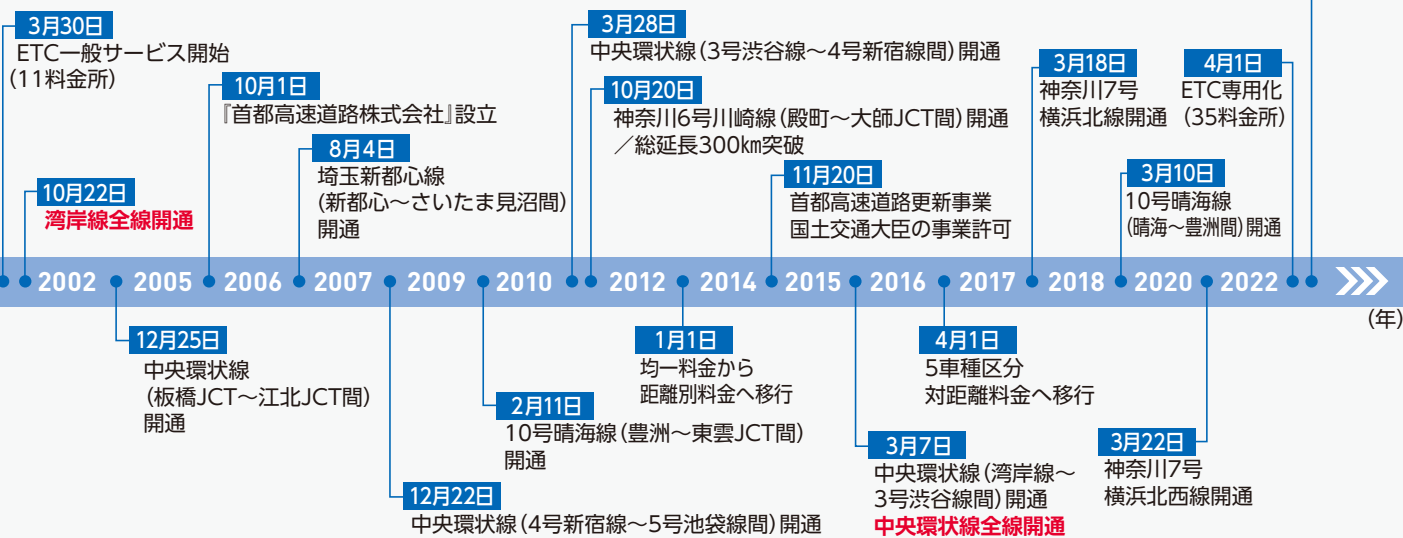 3月30日
ETC一般サービス開始
(11料金所)
10月22日
湾岸線全線開通
10月1日
『首都高速道路株式会社』設立
8月4日
埼玉新都心線
(新都心～さいたま見沼間)
開通
3月28日
中央環状線(3号渋谷線～4号新宿線間)開通
10月20日
神奈川6号川崎線(殿町～大師JCT間)開通
／総延長300㎞突破
11月20日
首都高速道路更新事業
国土交通大臣の事業許可
3月18日
神奈川7号
横浜北線開通
4月1日
ETC専用化
(35料金所)
3月10日
10号晴海線
(晴海～豊洲間)開通
2002 2005 2006 2007 2009 2010 2012 2014 2015 2016 2017 2018 2020 2022
(年)
12月25日
中央環状線
(板橋JCT～江北JCT間)
開通
12月22日
中央環状線(4号新宿線～5号池袋線間)開通
2月11日
10号晴海線(豊洲～東雲JCT間)
開通
1月1日
均一料金から
距離別料金へ移行
3月7日
中央環状線(湾岸線～
3号渋谷線間)開通
中央環状線全線開通
4月1日
5車種区分
対距離料金へ移行
3月22日
神奈川7号
横浜北西線開通